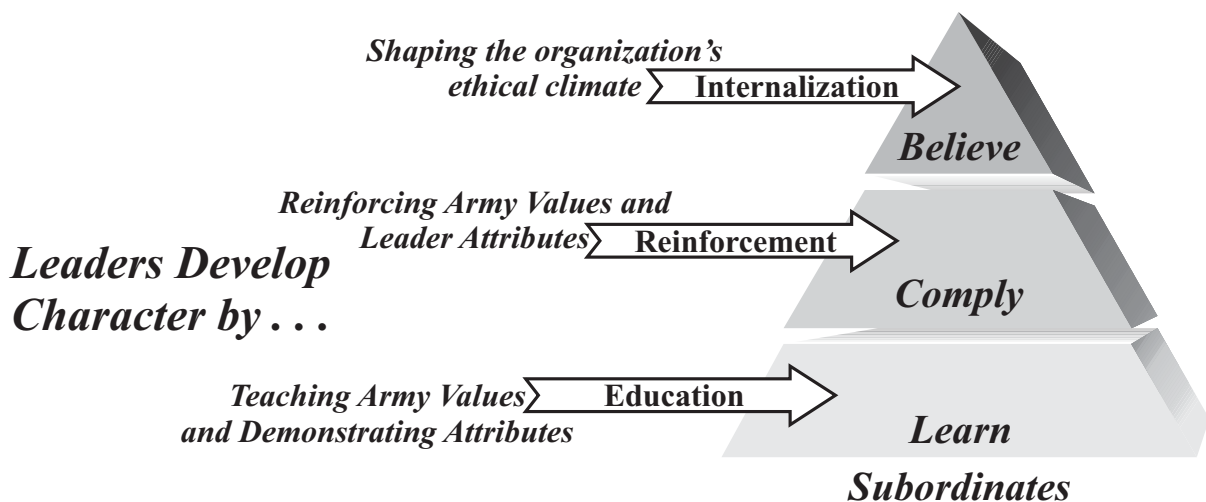 Shaping the organization's
ethical climate
Internalization
Believe
Reinforcing Army Values and
Leader Attributes
Reinforcement
Comply
Leaders Develop
Character by . . .
Teaching Army Values
and Demonstrating Attributes
Education
Learn
Subordinates